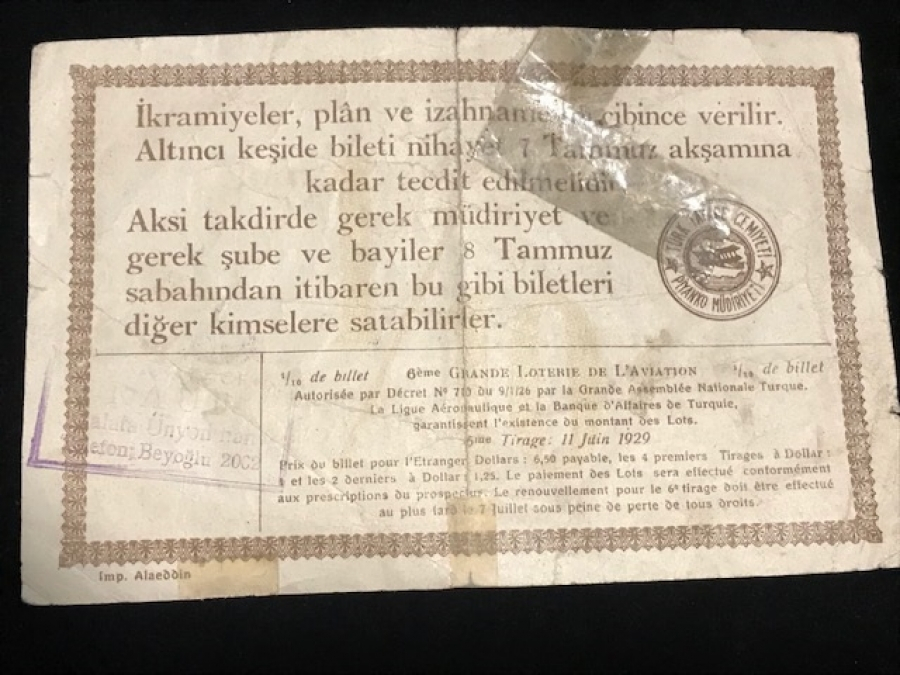 İkramiyeler, plân ve izahname cibince verilir.
Altıncı keşide bileti nihayet 7 Tammuz akşamına
kadar tecdit edilmelidir
Aksi takdirde gerek müdiriyet ve
gerek şube ve bayiler 8 Tammuz
sabahından itibaren bu gibi biletleri
diğer kimselere satabilirler.
TÜRK CEMİYETİ
PİYANKO MÜDİRİYETİ
1/10 de billet 6ème GRANDE LOTERIE DE L'AVIATION 1/10 de billet
Autorisée par Décret Nº 710 du 9/1/26 par la Grande Assemblée Nationale Turque.
La Ligue Aéronautique et la Banque d'Affaires de Turquie,
garantissent l'existence du montant des Lots.
Tirage: 11 Juin 1929
Prix du billet pour l'Etranger Dollars: 6,50 payable, les 4 premiers Tirages à Dollar:
1 et les 2 derniers à Dollar: 1,25. Le paiement des Lots sera effectué conformément
aux prescriptions du prospectus. Le renouvellement pour le 6e tirage doit être effectué
au plus tard le 7 Juillet sous peine de perte de tous droits.
Ünyon
Beyoğlu 2002
Imp. Alaeddin